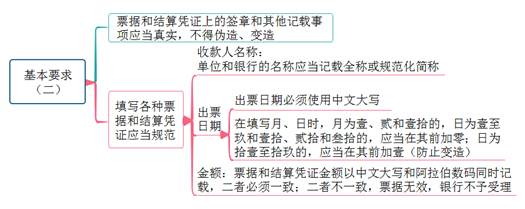 基本要求
（二）
票据和结算凭证上的签章和其他记载事
项应当真实，不得伪造、变造
填写各种票
据和结算凭
证应当规范
收款人名称：
单位和银行的名称应当记载全称或规范化简称
出票
日期
出票日期必须使用中文大写
在填写月、日时，月为壹、贰和壹拾的，日为壹至
玖和壹拾、贰拾和叁拾的，应当在其前加零；日为
拾壹至拾玖的，应当在其前加壹（防止变造）
金额：票据和结算凭证金额以中文大写和阿拉伯数码同时记
载，二者必须一致；二者不一致，票据无效，银行不予受理